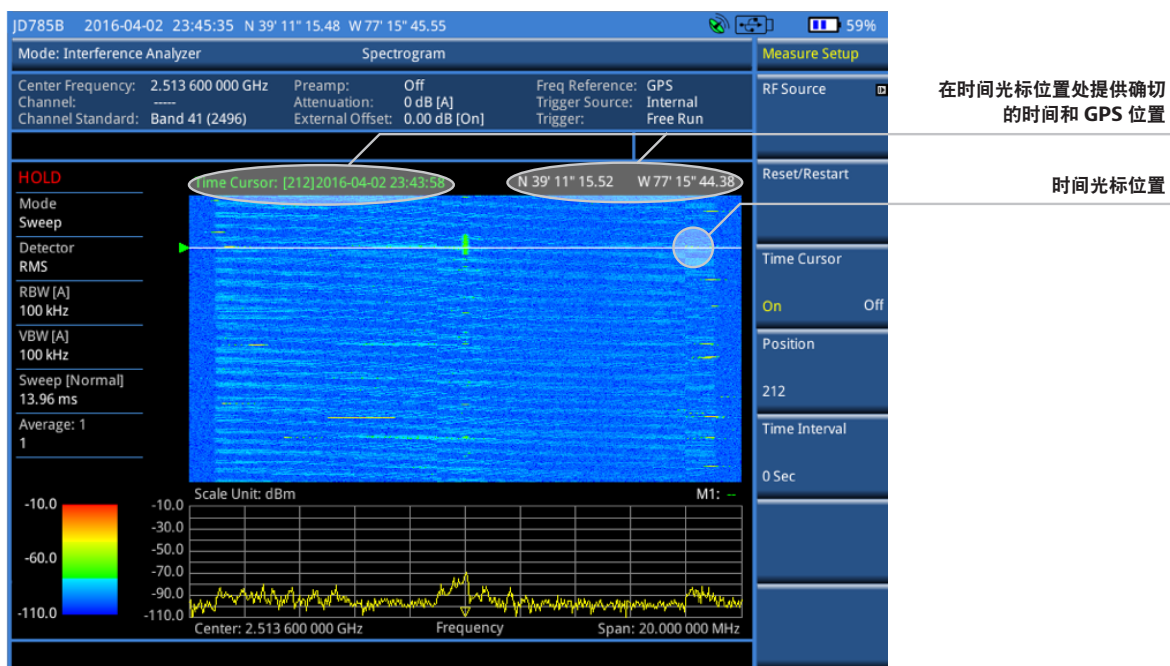 JD785B 2016-04-02 23:45:35 N 39' 11" 15.48 W 77' 15" 45.55 59%
Mode: Interference Analyzer Spectrogram
Measure Setup
Center Frequency: 2.513 600 000 GHz Preamp: Off Freq Reference: GPS
Channel: ----- Attenuation: 0 dB [A] Trigger Source: Internal
Channel Standard: Band 41 (2496) External Offset: 0.00 dB [On] Trigger: Free Run
RF Source
在时间光标位置处提供确切
的时间和 GPS 位置
HOLD
Time Cursor: [212] 2016-04-02 23:43:58 N 39' 11" 15.52 W 77' 15" 44.38
Reset/Restart
时间光标位置
Mode
Sweep
Detector
RMS
RBW [A]
100 kHz
VBW [A]
100 kHz
Sweep [Normal]
13.96 ms
Average: 1
1
Time Cursor
On Off
Position
212
Time Interval
0 Sec
Scale Unit: dBm M1: --
-10.0
-60.0
-110.0
-10.0
-30.0
-50.0
-70.0
-90.0
-110.0
Center: 2.513 600 000 GHz Frequency Span: 20.000 000 MHz